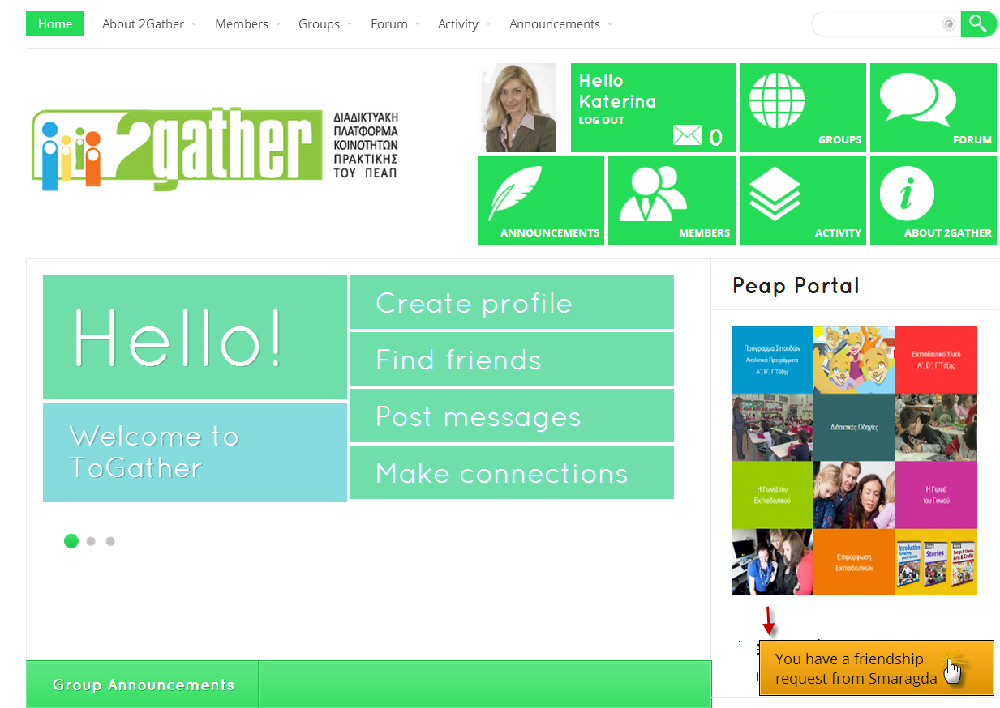 Home
About 2Gather
Members
Groups
Forum
Activity
Announcements
2gather
ΔΙΑΔΙΚΤΥΑΚΗ
ΠΛΑΤΦΟΡΜΑ
ΚΟΙΝΟΤΗΤΩΝ
ΠΡΑΚΤΙΚΗΣ
ΤΟΥ ΠΕΑΠ
Hello
Katerina
LOG OUT
0
GROUPS
FORUM
ANNOUNCEMENTS
MEMBERS
ACTIVITY
ABOUT 2GATHER
Hello!
Welcome to
ToGather
Create profile
Find friends
Post messages
Make connections
Peap Portal
Πρόγραμμα Σπουδών
Αναλυτικά Προγράμματα
Α΄, Β΄, Γ΄Τάξης
Εκπαιδευτικό Υλικό
Α΄, Β΄, Γ΄Τάξης
Διδακτικές Οδηγίες
Η Γωνιά του
Εκπαιδευτικού
Η Γωνιά
του Γονιού
Επιμόρφωση
Εκπαιδευτικών
Introduction
Stories
Songs & Chants,
Arts & Crafts
Group Announcements
You have a friendship
request from Smaragda